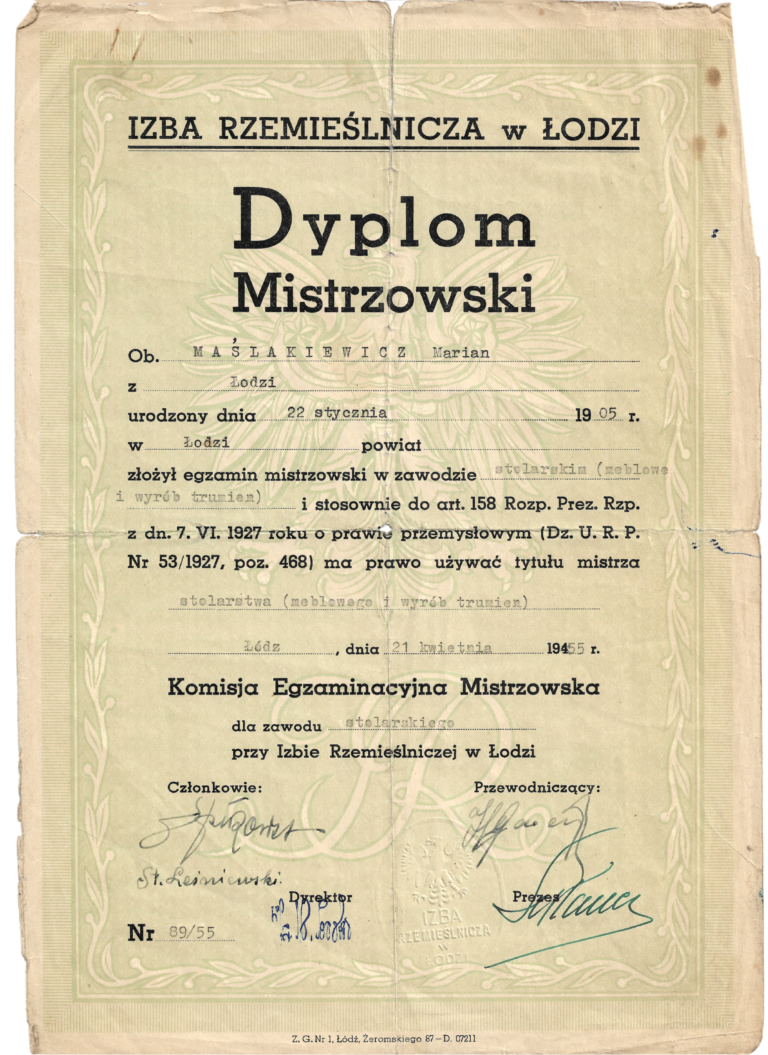 IZBA RZEMIEŚLNICZA w ŁODZI
Dyplom
Mistrzowski
Ob. MAŚLAKIEWICZ Marian
z Łodzi
urodzony dnia 22 stycznia 1905 r.
w Łodzi powiat
złożył egzamin mistrzowski w zawodzie stolarskim (meblowe
i wyrób trumien) i stosownie do art. 158 Rozp. Prez. Rzp.
z dn. 7. VI. 1927 roku o prawie przemysłowym (Dz. U. R. P.
Nr 53/1927, poz. 468) ma prawo używać tytułu mistrza
stolarstwa (meblowego i wyrób trumien)
Łódź, dnia 21 kwietnia 1955 r.
Komisja Egzaminacyjna Mistrzowska
dla zawodu stolarskiego
przy Izbie Rzemieślniczej w Łodzi
Członkowie: Przewodniczący:
St. Leśniewski
Dyrektor Prezes
Nr 89/55
IZBA
RZEMIEŚLNICZA
w
ŁODZI
Z. G. Nr 1, Łódź, Żeromskiego 87—D. 07211